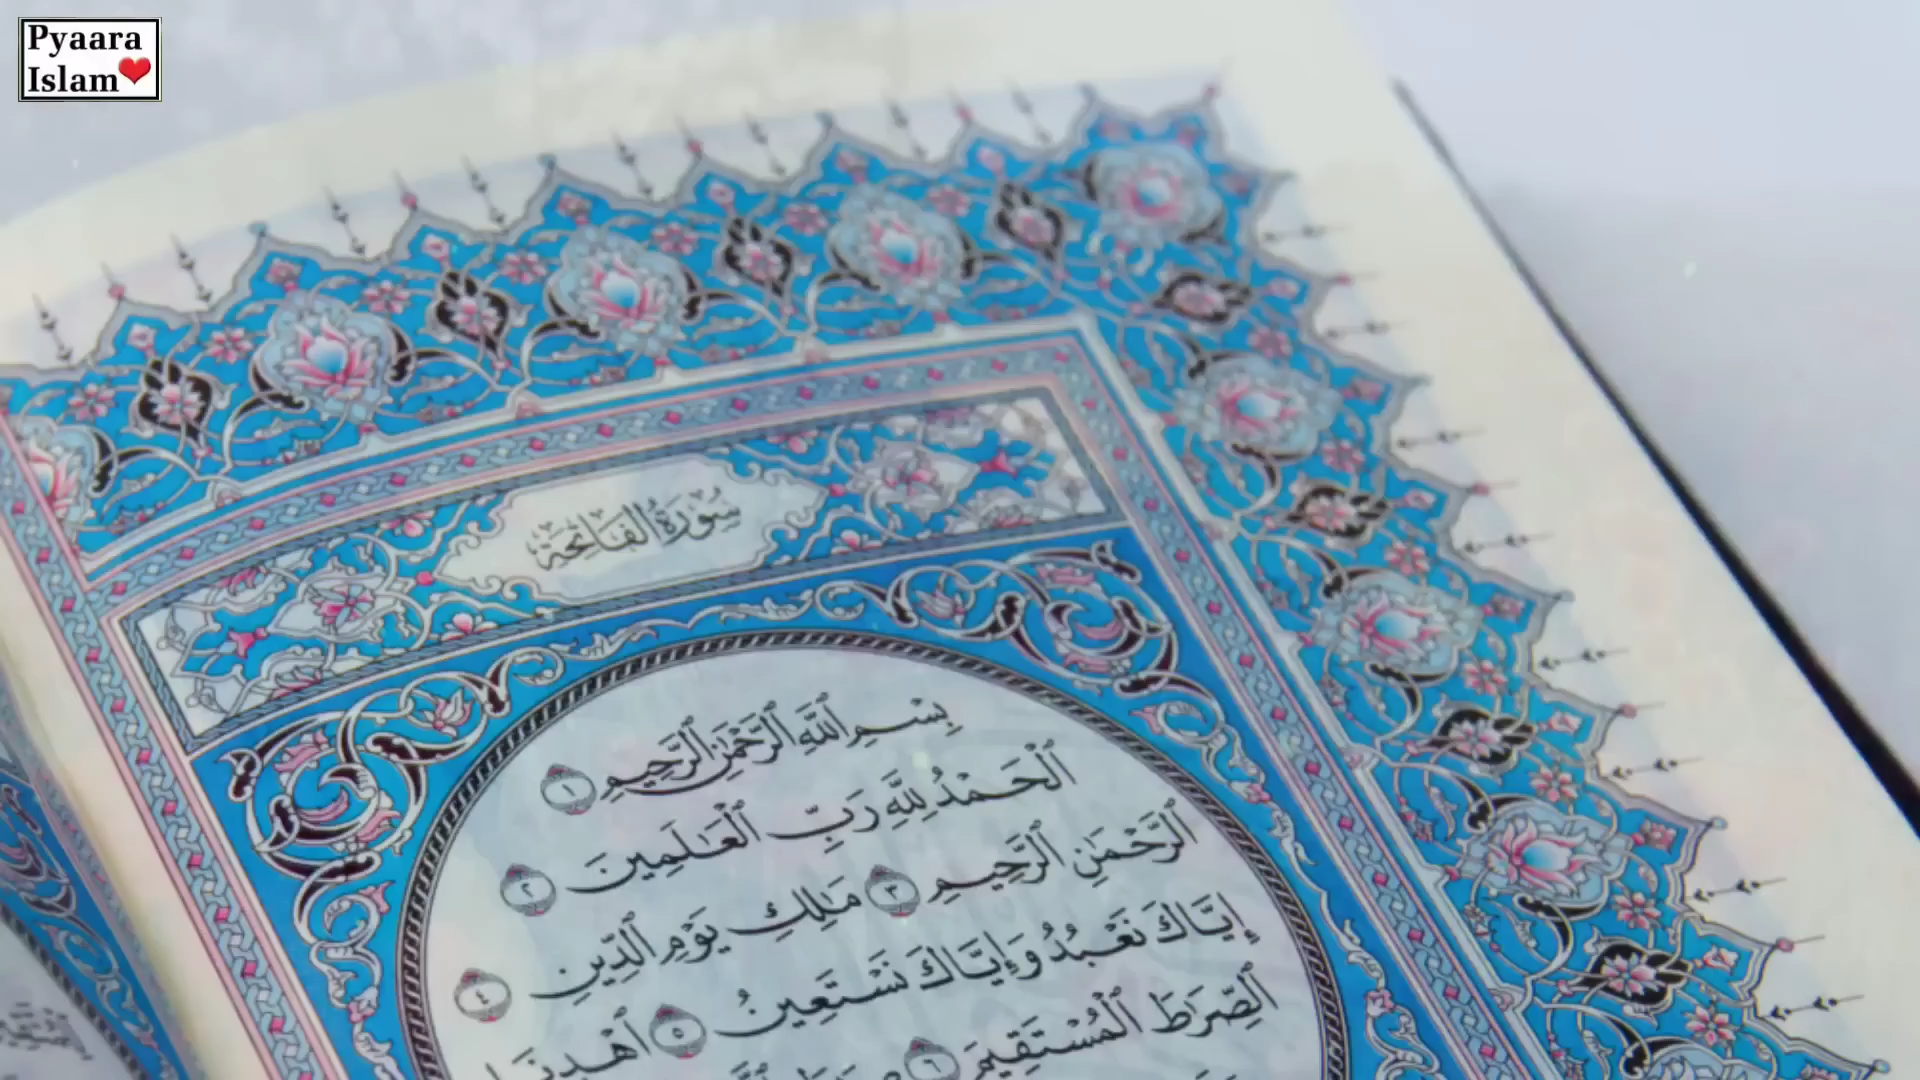 Pyaara
Islam
سُورَةُ الْفَاتِحَةِ
بِسْمِ ٱللَّهِ ٱلرَّحْمَٰنِ ٱلرَّحِيمِ ١
ٱلْحَمْدُ لِلَّهِ رَبِّ ٱلْعَٰلَمِينَ ٢
ٱلرَّحْمَٰنِ ٱلرَّحِيمِ ٣ مَٰلِكِ يَوْمِ ٱلدِّينِ ٤
إِيَّاكَ نَعْبُدُ وَإِيَّاكَ نَسْتَعِينُ ٥ ٱهْدِنَا
ٱلصِّرَٰطَ ٱلْمُسْتَقِيمَ ٦